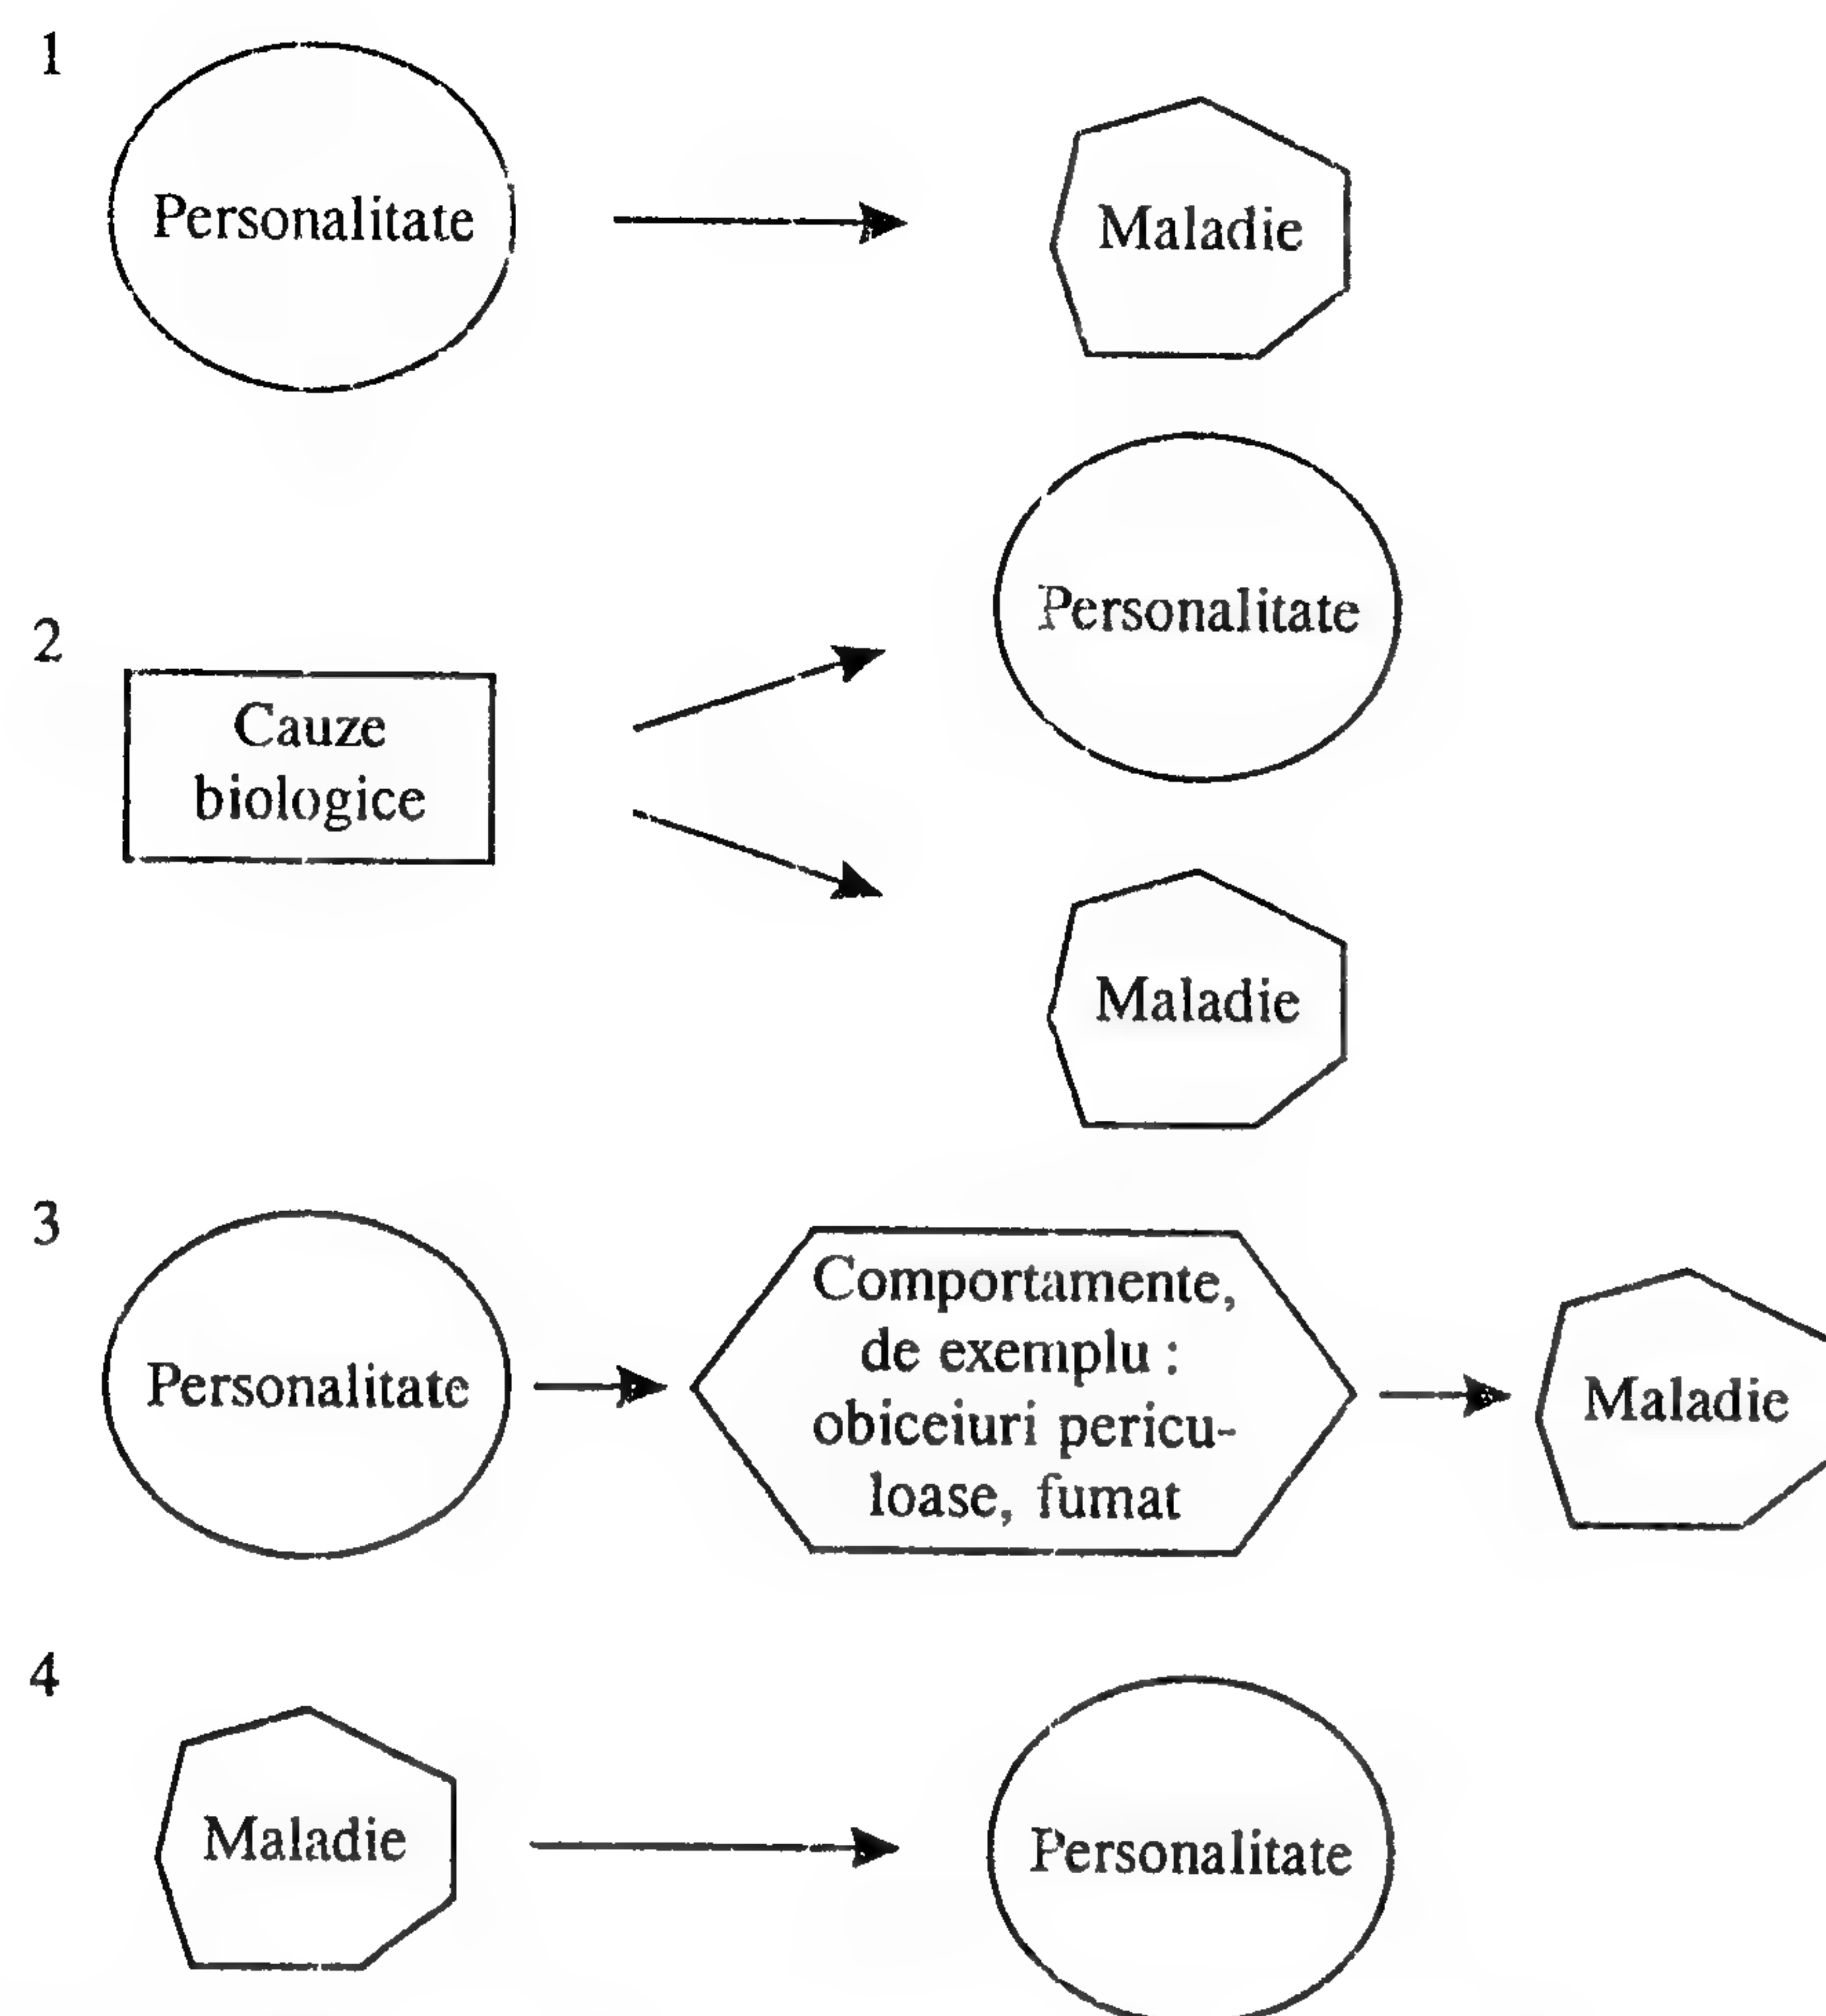 1
Personalitate
Maladie
2
Cauze
biologice
Personalitate
Maladie
3
Personalitate
Comportamente,
de exemplu :
obiceiuri pericu-
loase, fumat
Maladie
4
Maladie
Personalitate